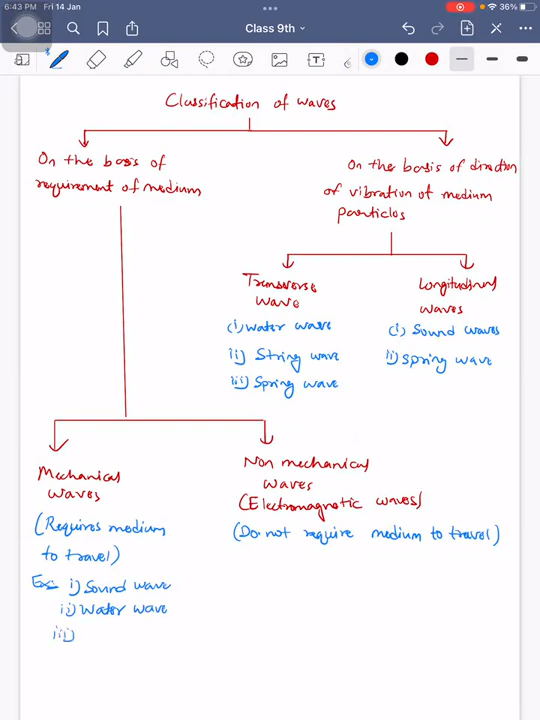 6:43 PM Fri 14 Jan
36%
Class 9th
Classification of waves
On the basis of
requirement of medium
On the basis of direction
of vibration of medium
particles
Transverse
wave
(i) water wave
ii) String wave
iii) Spring wave
Longitudinal
waves
(i) Sound waves
ii) spring wave
Mechanical
waves
(Requires medium
to travel)
Ex:- i) Sound wave
ii) Water wave
iii)
Non mechanical
waves
(Electromagnetic waves)
(Do not require medium to travel)